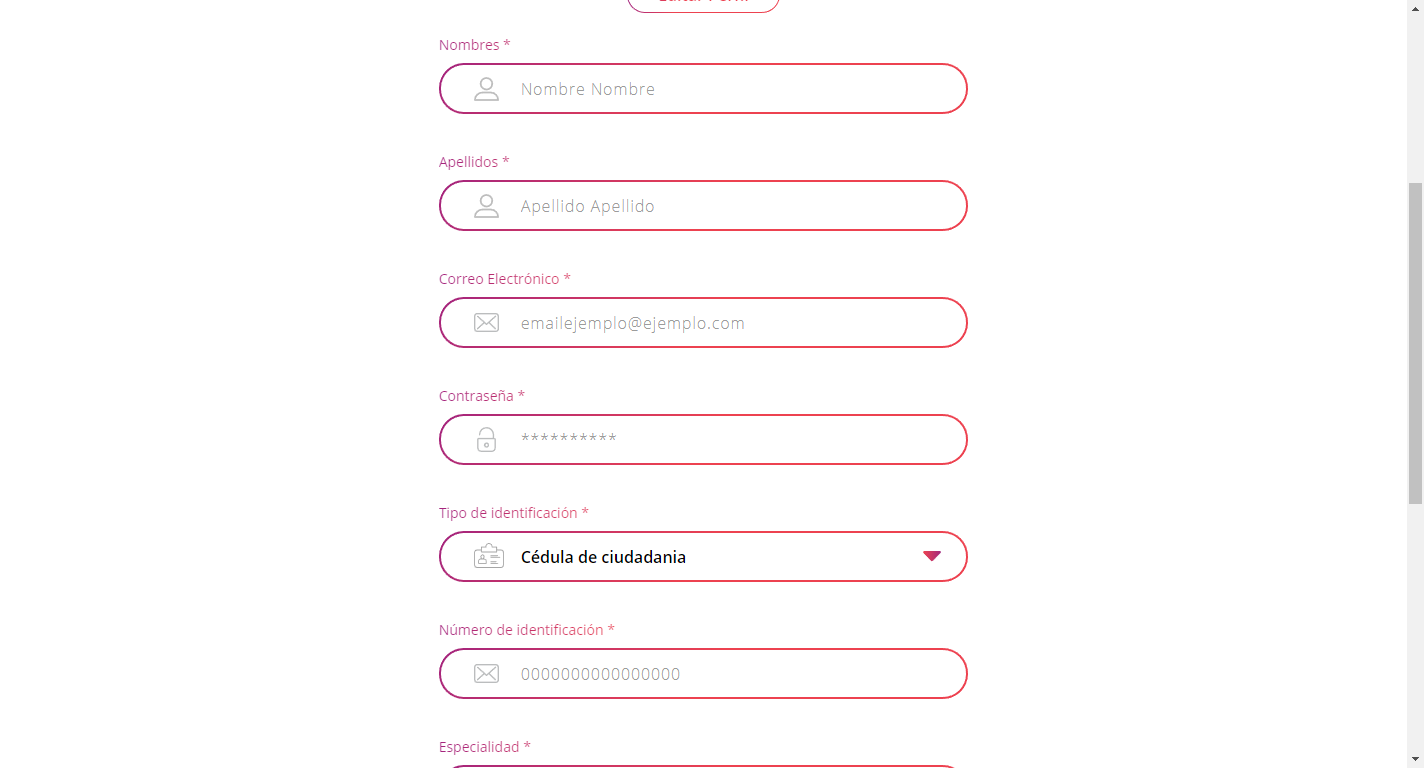 Nombres *
Nombre Nombre
Apellidos *
Apellido Apellido
Correo Electrónico *
emailejemplo@ejemplo.com
Contraseña *
**********
Tipo de identificación *
Cédula de ciudadania
Número de identificación *
0000000000000000
Especialidad *